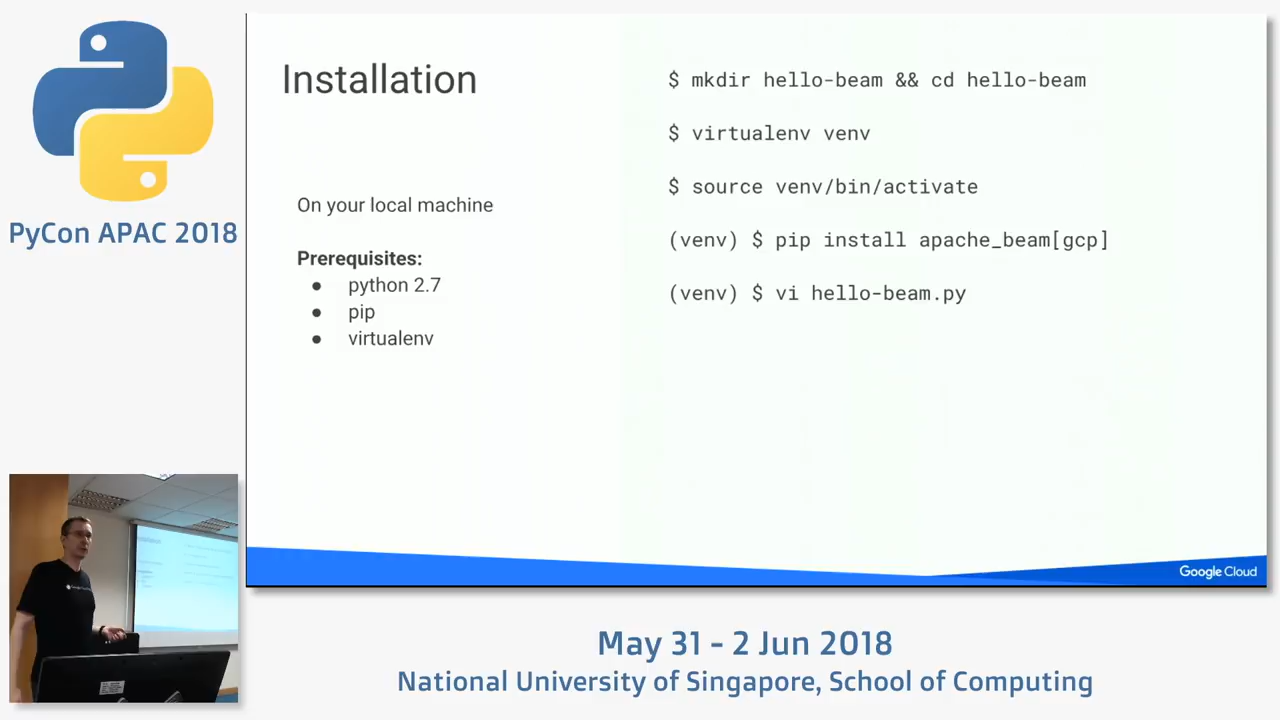 PyCon APAC 2018
Installation
On your local machine
Prerequisites:
● python 2.7
● pip
● virtualenv
$ mkdir hello-beam && cd hello-beam
$ virtualenv venv
$ source venv/bin/activate
(venv) $ pip install apache_beam[gcp]
(venv) $ vi hello-beam.py
Google Cloud
May 31 - 2 Jun 2018
National University of Singapore, School of Computing